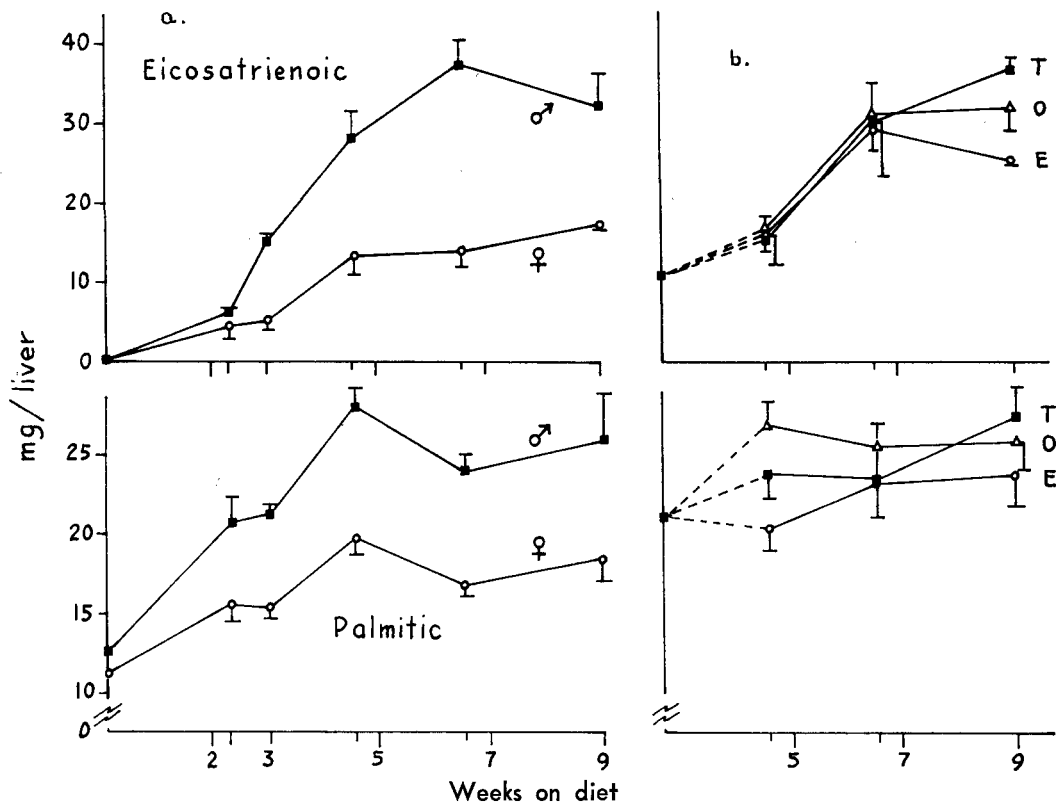 a.
Eicosatrienoic
♂
♀
40
30
20
10
0
b.
T
O
E
mg/liver
25
20
15
10
0
♂
♀
Palmitic
2 3 5 7 9
T
O
E
5 7 9
Weeks on diet